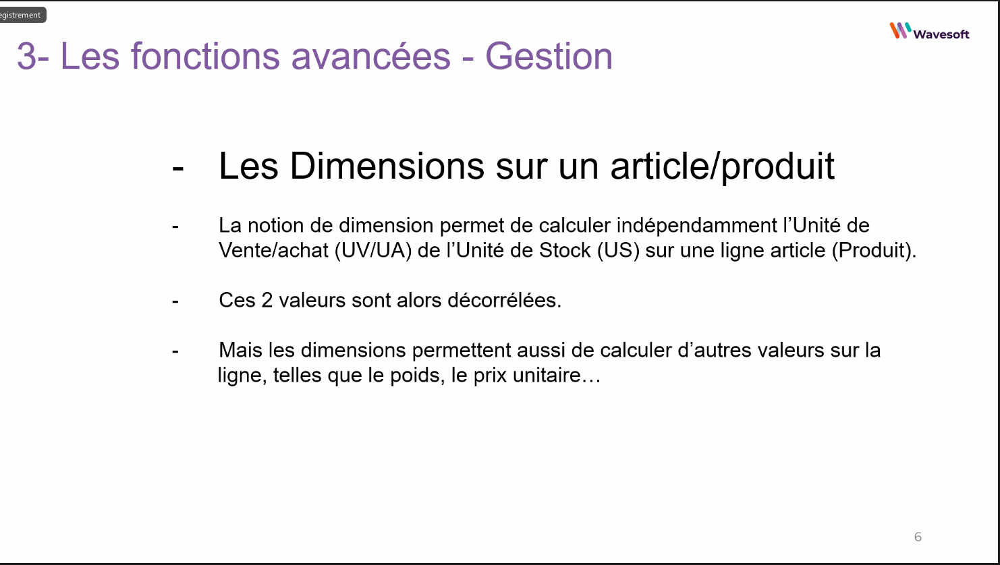 egistrement
Wavesoft
3- Les fonctions avancées - Gestion
- Les Dimensions sur un article/produit
- La notion de dimension permet de calculer indépendamment l’Unité de
Vente/achat (UV/UA) de l’Unité de Stock (US) sur une ligne article (Produit).
- Ces 2 valeurs sont alors décorrélées.
- Mais les dimensions permettent aussi de calculer d’autres valeurs sur la
ligne, telles que le poids, le prix unitaire…
6